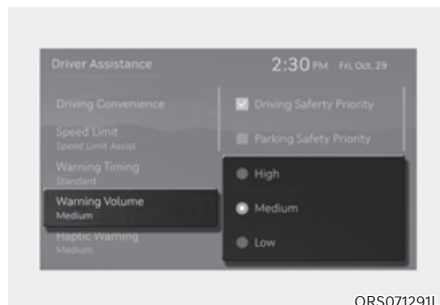 Driver Assistance
2:30 PM Fri, Oct. 29
Driving Convenience
Driving Saferty Priority
Speed Limit
Speed Limit Assist
Parking Safety Priority
Warning Timing
Standard
High
Warning Volume
Medium
Medium
Haptic Warning
Medium
Low
ORS071291L